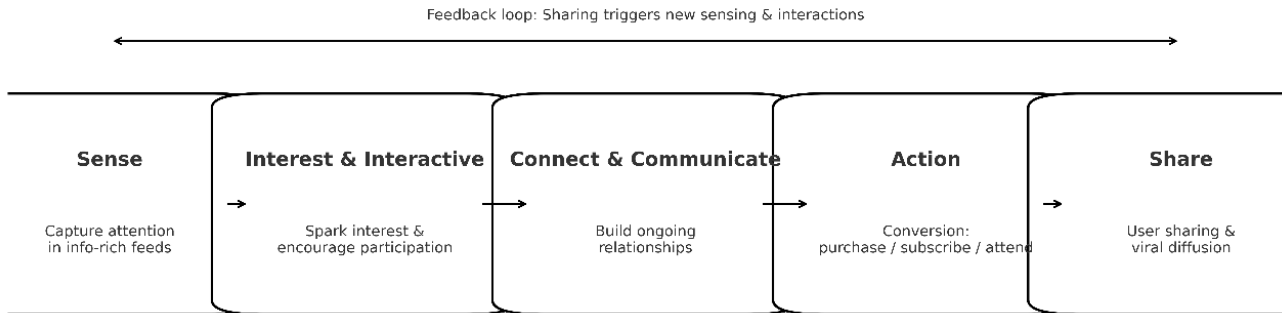 Feedback loop: Sharing triggers new sensing & interactions
Sense
Capture attention
in info-rich feeds
Interest & Interactive
Spark interest &
encourage participation
Connect & Communicate
Build ongoing
relationships
Action
Conversion:
purchase / subscribe / attend
Share
User sharing &
viral diffusion